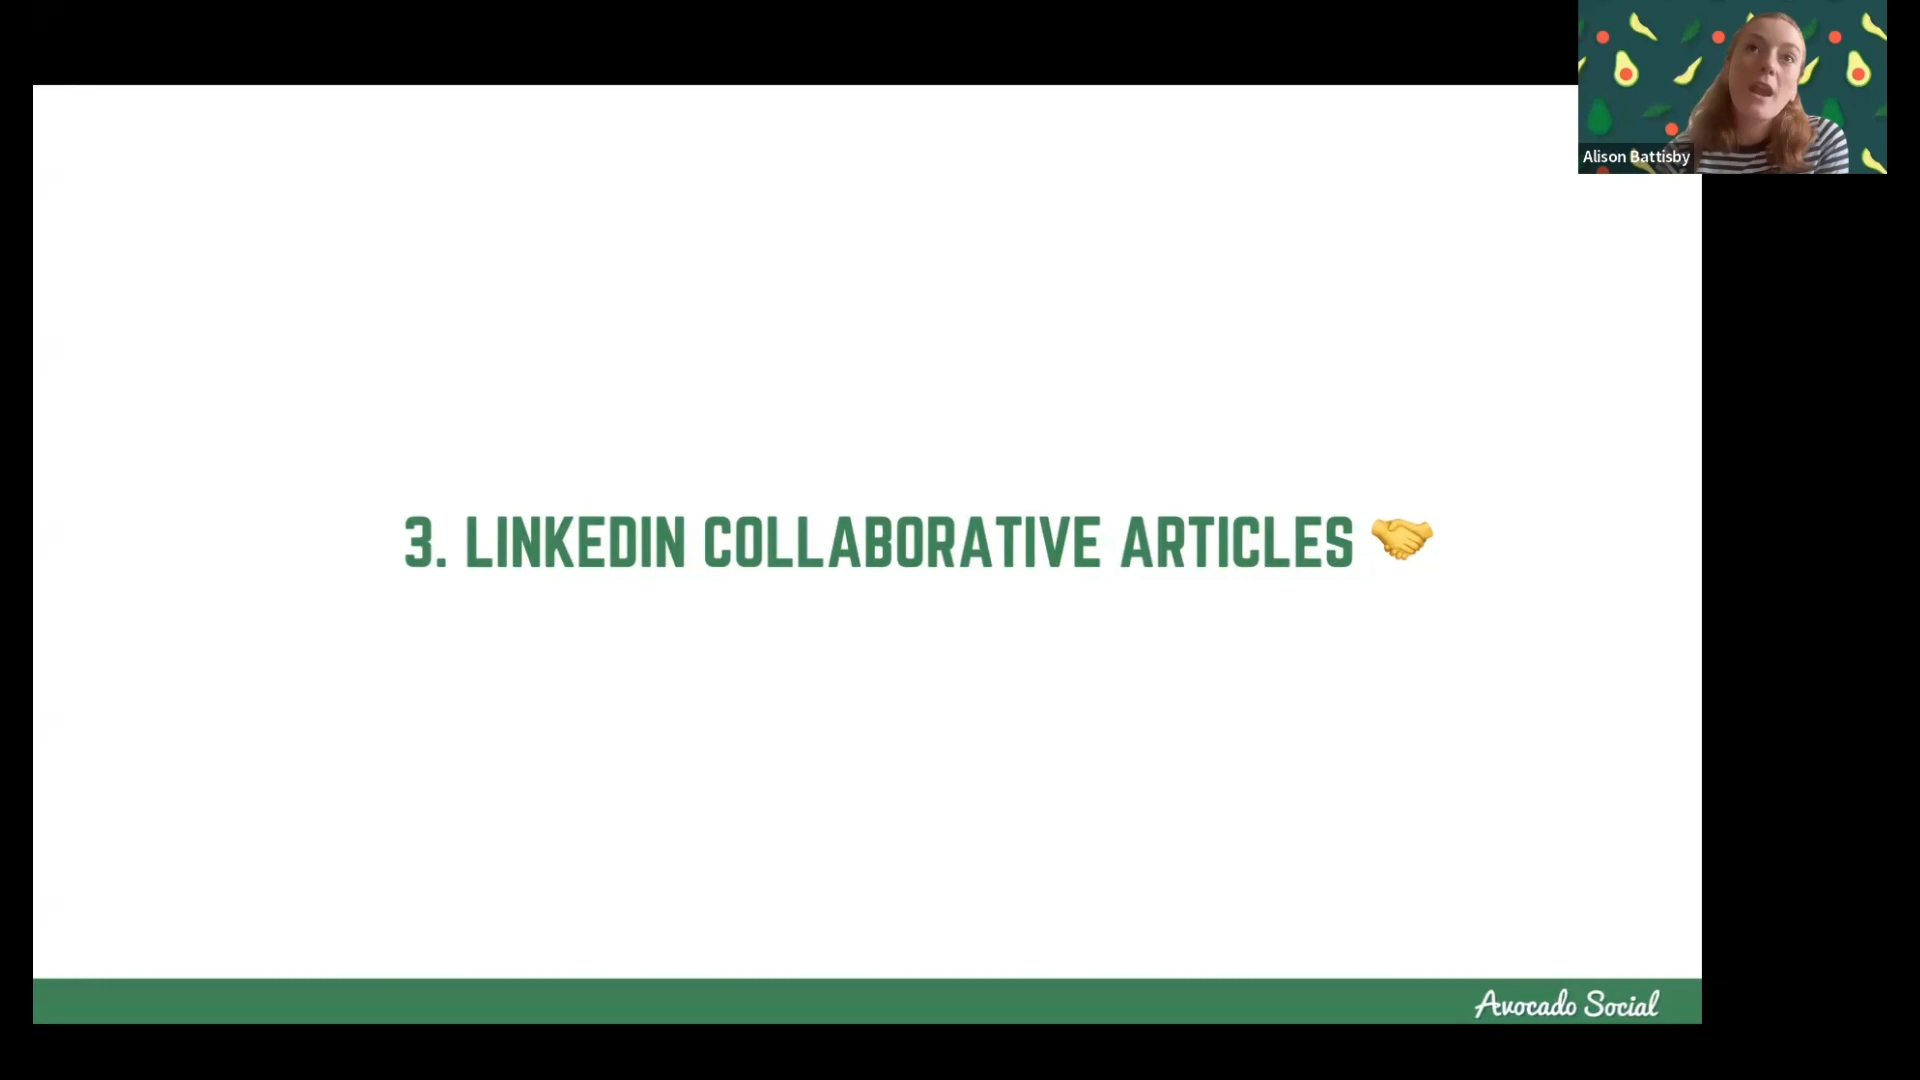 Alison Battisby
3. LINKEDIN COLLABORATIVE ARTICLES 🤝
Avocado Social